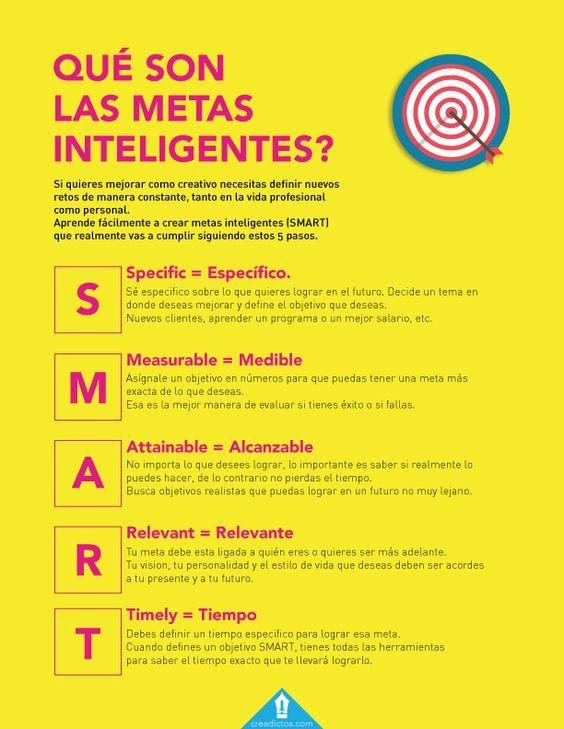 QUÉ SON
LAS METAS
INTELIGENTES?
Si quieres mejorar como creativo necesitas definir nuevos
retos de manera constante, tanto en la vida profesional
como personal.
Aprende fácilmente a crear metas inteligentes (SMART)
que realmente vas a cumplir siguiendo estos 5 pasos.
S
Specific = Específico.
Sé especifico sobre lo que quieres lograr en el futuro. Decide un tema en
donde deseas mejorar y define el objetivo que deseas.
Nuevos clientes, aprender un programa o un mejor salario, etc.
M
Measurable = Medible
Asígnale un objetivo en números para que puedas tener una meta más
exacta de lo que deseas.
Esa es la mejor manera de evaluar si tienes éxito o si fallas.
A
Attainable = Alcanzable
No importa lo que desees lograr, lo importante es saber si realmente lo
puedes hacer, de lo contrario no pierdas el tiempo.
Busca objetivos realistas que puedas lograr en un futuro no muy lejano.
R
Relevant = Relevante
Tu meta debe esta ligada a quién eres o quieres ser más adelante.
Tu vision, tu personalidad y el estilo de vida que deseas deben ser acordes
a tu presente y a tu futuro.
T
Timely = Tiempo
Debes definir un tiempo especifico para lograr esa meta.
Cuando defines un objetivo SMART, tienes todas las herramientas
para saber el tiempo exacto que te llevará lograrlo.
creadictos.com